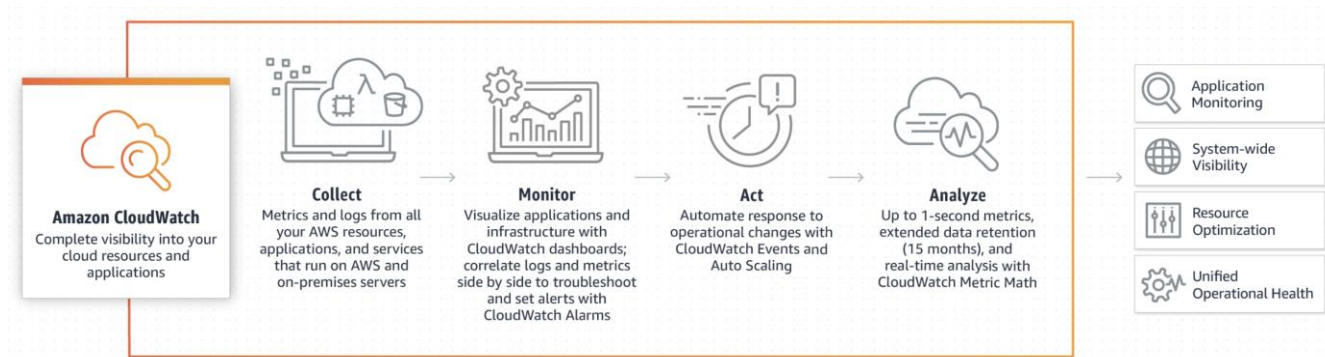 Amazon CloudWatch
Complete visibility into your
cloud resources and
applications
Collect
Metrics and logs from all
your AWS resources,
applications, and services
that run on AWS and
on-premises servers
Monitor
Visualize applications and
infrastructure with
CloudWatch dashboards;
correlate logs and metrics
side by side to troubleshoot
and set alerts with
CloudWatch Alarms
Act
Automate response to
operational changes with
CloudWatch Events and
Auto Scaling
Analyze
Up to 1-second metrics,
extended data retention
(15 months), and
real-time analysis with
CloudWatch Metric Math
Application
Monitoring
System-wide
Visibility
Resource
Optimization
Unified
Operational Health